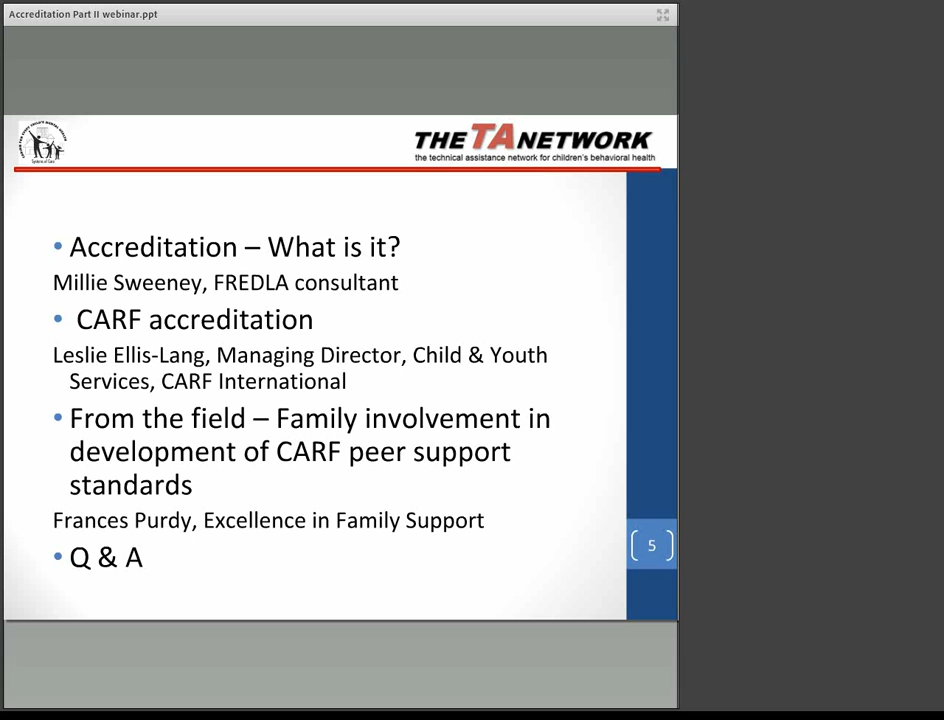 Accreditation Part II webinar.ppt
THE TA NETWORK
the technical assistance network for children's behavioral health
• Accreditation – What is it?
Millie Sweeney, FREDLA consultant
• CARF accreditation
Leslie Ellis-Lang, Managing Director, Child & Youth
Services, CARF International
• From the field – Family involvement in
development of CARF peer support
standards
Frances Purdy, Excellence in Family Support
• Q & A
5